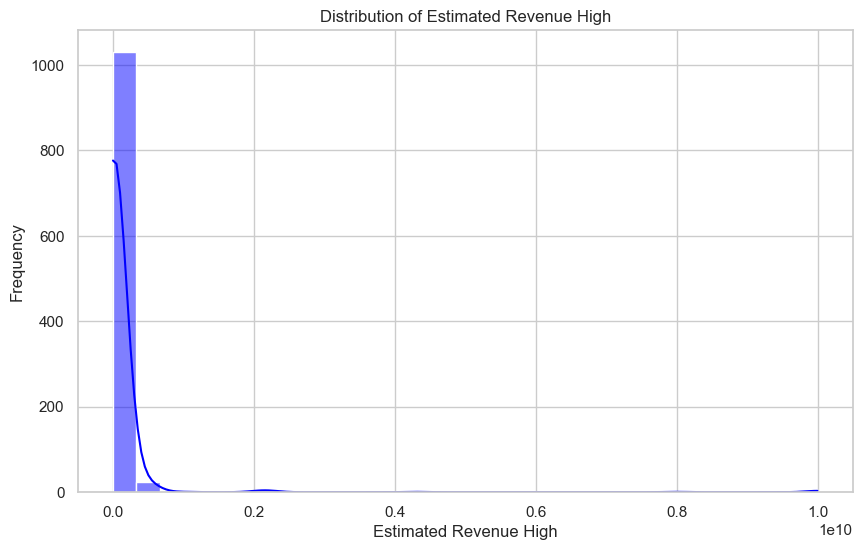 Distribution of Estimated Revenue High
Frequency
1000
800
600
400
200
0
0.0 0.2 0.4 0.6 0.8 1.0
1e10
Estimated Revenue High